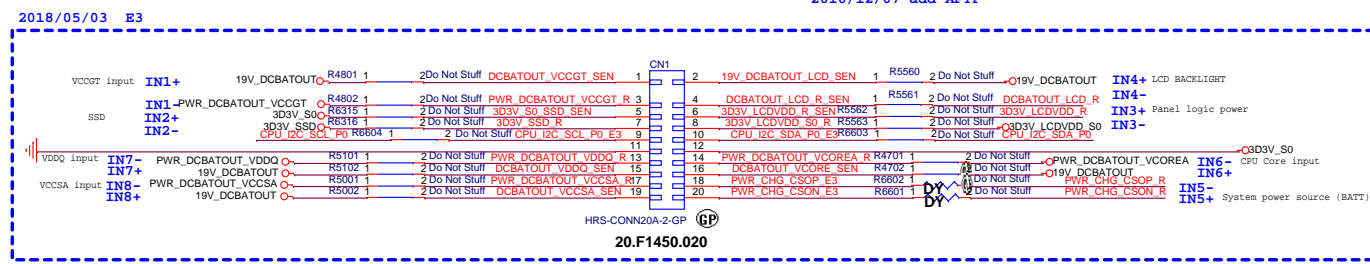 2018/05/03 E3
CN1
VCCGT input IN1+ 19V_DCBATOUT R4801 1 2 Do Not Stuff DCBATOUT_VCCGT_SEN 1 2 19V_DCBATOUT_LCD_SEN 1 R5560 2 Do Not Stuff 19V_DCBATOUT IN4+ LCD BACKLIGHT
IN4-
IN1- PWR_DCBATOUT_VCCGT R4802 1 2 Do Not Stuff PWR_DCBATOUT_VCCGT_R 3 4 DCBATOUT_LCD_R_SEN 1 R5561 2 Do Not Stuff DCBATOUT_LCD_R
SSD IN2+ 3D3V_S0 R6315 1 2 Do Not Stuff 3D3V_S0_SSD_SEN 5 6 3D3V_LCDVDD_R_SEN R5562 1 2 Do Not Stuff 3D3V_LCDVDD_R IN3+ Panel logic power
IN2- 3D3V_SSD R6316 1 2 Do Not Stuff 3D3V_SSD_R 7 8 3D3V_LCDVDD_S0_R R5563 1 2 Do Not Stuff 3D3V_LCDVDD_S0 IN3-
CPU_I2C_SCL_P0 R6604 1 2 Do Not Stuff CPU_I2C_SCL_P0_E3 9 10 CPU_I2C_SDA_P0_E3 R6603 1 2 Do Not Stuff CPU_I2C_SDA_P0
11 12 3D3V_S0
VDDQ input IN7- PWR_DCBATOUT_VDDQ R5101 1 2 Do Not Stuff PWR_DCBATOUT_VDDQ_R 13 14 PWR_DCBATOUT_VCOREA_R R4701 1 2 Do Not Stuff PWR_DCBATOUT_VCOREA IN6- CPU Core input
IN7+ 19V_DCBATOUT R5102 1 2 Do Not Stuff DCBATOUT_VDDQ_SEN 15 16 DCBATOUT_VCORE_SEN R4702 1 2 Do Not Stuff 19V_DCBATOUT IN6+
VCCSA input IN8- PWR_DCBATOUT_VCCSA R5001 1 2 Do Not Stuff PWR_DCBATOUT_VCCSA_R 17 18 PWR_CHG_CSOP_E3 R6602 1 DY 2 Do Not Stuff PWR_CHG_CSOP_R IN5-
IN8+ 19V_DCBATOUT R5002 1 2 Do Not Stuff DCBATOUT_VCCSA_SEN 19 20 PWR_CHG_CSON_E3 R6601 1 DY 2 Do Not Stuff PWR_CHG_CSON_R IN5+ System power source (BATT)
HRS-CONN20A-2-GP GP
20.F1450.020